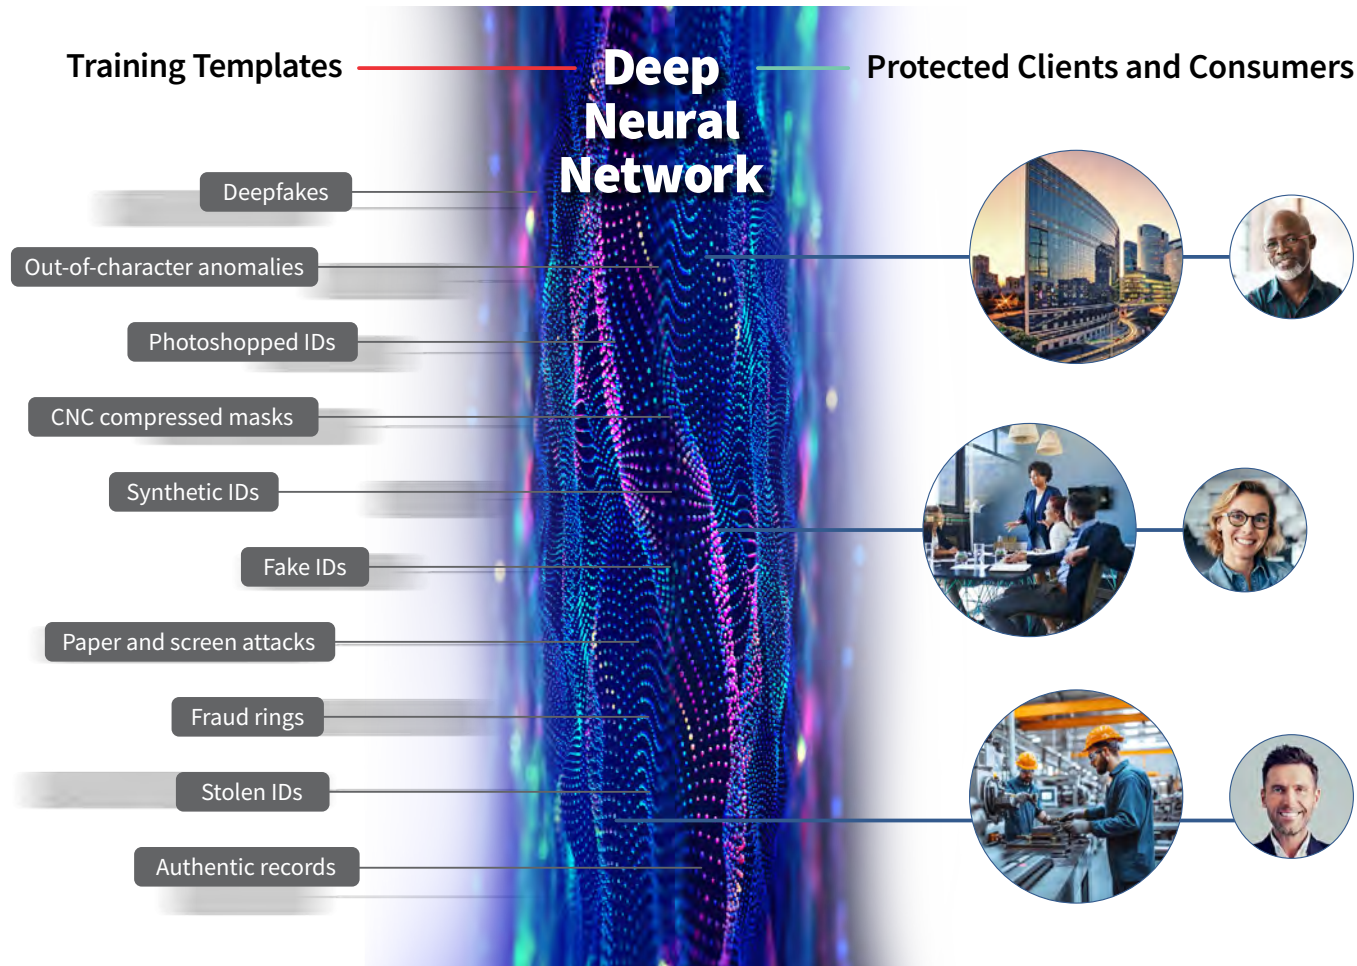 Training Templates
Deep
Neural
Network
Protected Clients and Consumers
Deepfakes
Out-of-character anomalies
Photoshopped IDs
CNC compressed masks
Synthetic IDs
Fake IDs
Paper and screen attacks
Fraud rings
Stolen IDs
Authentic records